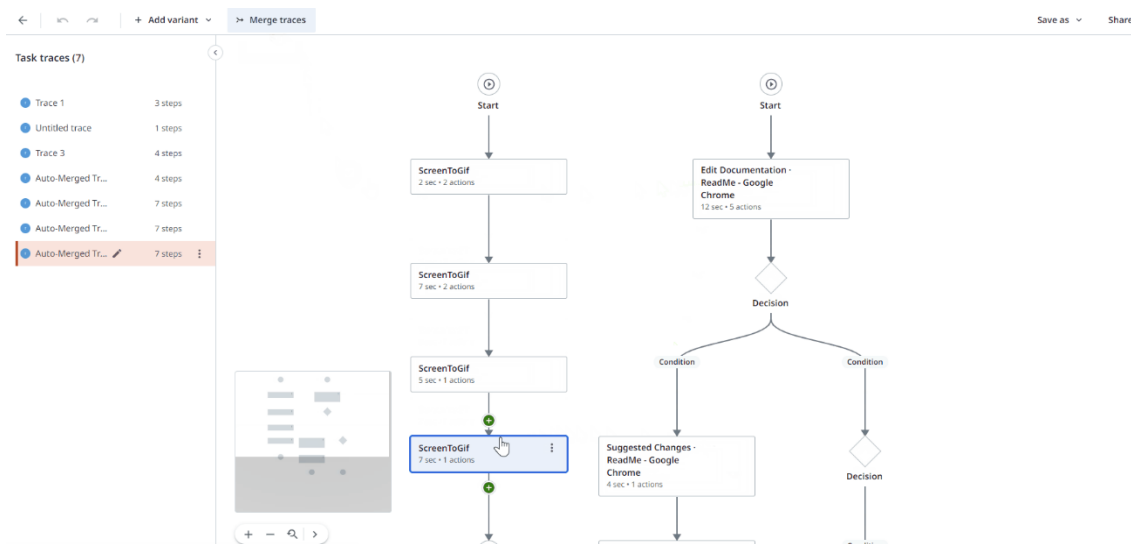 Add variant
Merge traces
Save as
Share
Task traces (7)
Trace 1
3 steps
Untitled trace
1 steps
Trace 3
4 steps
Auto-Merged Tr...
4 steps
Auto-Merged Tr...
7 steps
Auto-Merged Tr...
7 steps
Auto-Merged Tr...
7 steps
Start
ScreenToGif
2 sec • 2 actions
ScreenToGif
7 sec • 2 actions
ScreenToGif
5 sec • 1 actions
ScreenToGif
7 sec • 1 actions
Start
Edit Documentation -
ReadMe - Google
Chrome
12 sec • 5 actions
Decision
Condition
Condition
Suggested Changes -
ReadMe - Google
Chrome
4 sec • 1 actions
Decision